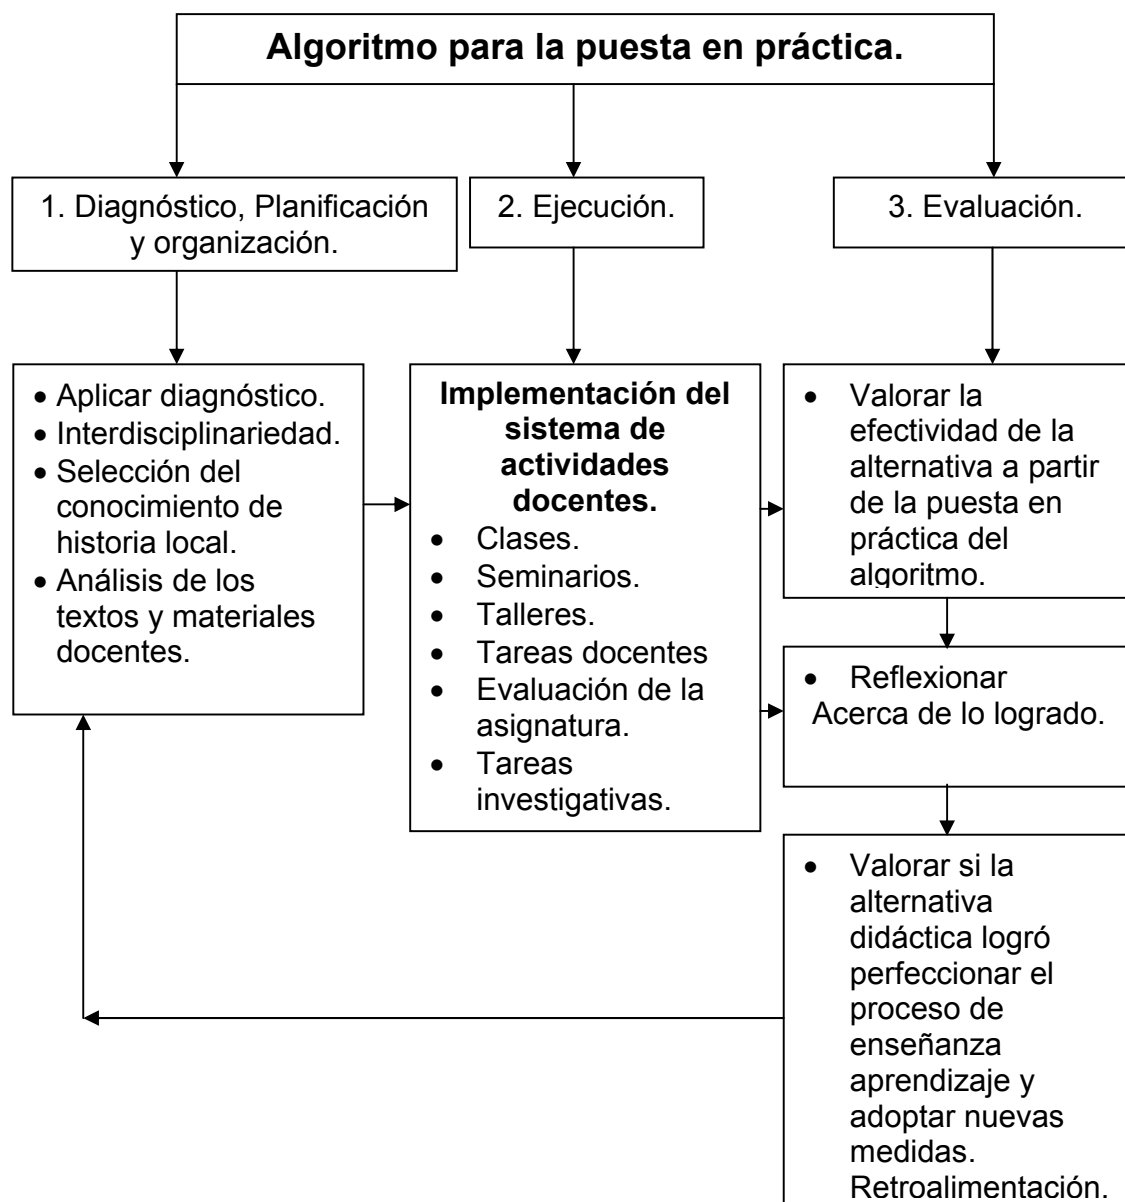 Algoritmo para la puesta en práctica.
1. Diagnóstico, Planificación
y organización.
2. Ejecución.
3. Evaluación.
• Aplicar diagnóstico.
• Interdisciplinariedad.
• Selección del
conocimiento de
historia local.
• Análisis de los
textos y materiales
docentes.
Implementación del
sistema de
actividades
docentes.
• Clases.
• Seminarios.
• Talleres.
• Tareas docentes
• Evaluación de la
asignatura.
• Tareas
investigativas.
• Valorar la
efectividad de la
alternativa a partir
de la puesta en
práctica del
algoritmo.
• Reflexionar
Acerca de lo logrado.
• Valorar si la
alternativa
didáctica logró
perfeccionar el
proceso de
enseñanza
aprendizaje y
adoptar nuevas
medidas.
Retroalimentación.